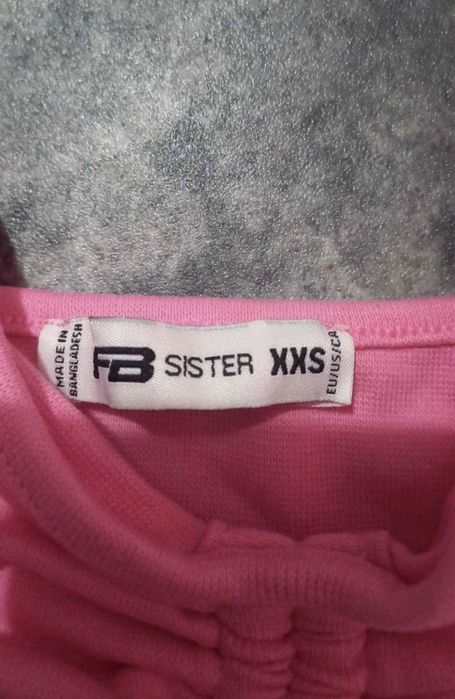 MADE IN
BANGLADESH
FB SISTER XXS
EU/US/CA